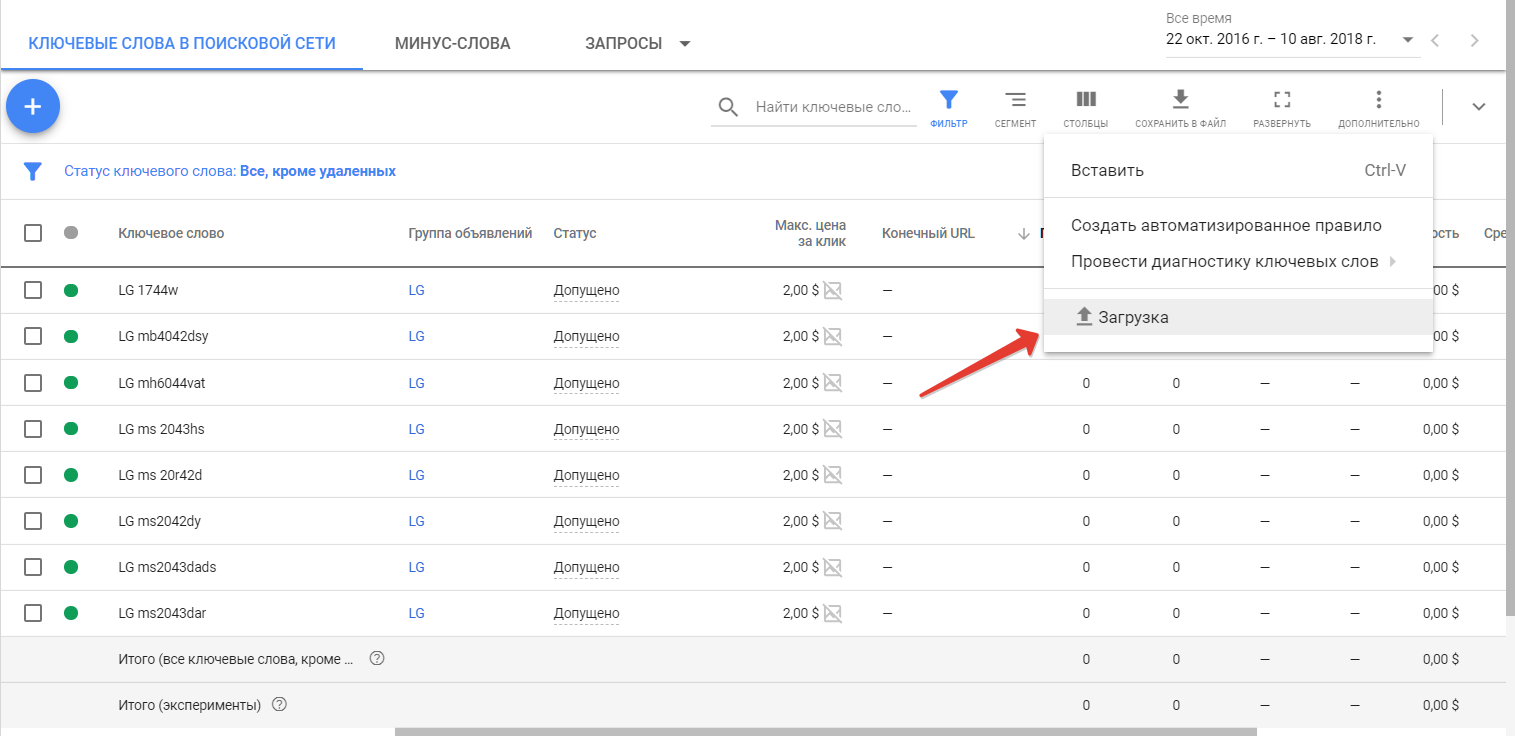 Все время
КЛЮЧЕВЫЕ СЛОВА В ПОИСКОВОЙ СЕТИ МИНУС-СЛОВА ЗАПРОСЫ 22 окт. 2016 г. – 10 авг. 2018 г.
Найти ключевые сло... ФИЛЬТР СЕГМЕНТ СТОЛБЦЫ СОХРАНИТЬ В ФАЙЛ РАЗВЕРНУТЬ ДОПОЛНИТЕЛЬНО
Статус ключевого слова: Все, кроме удаленных
Вставить Ctrl-V
Создать автоматизированное правило
Провести диагностику ключевых слов
Загрузка
Ключевое слово Группа объявлений Статус Макс. цена за клик Конечный URL
LG 1744w LG Допущено 2,00 $ — 00 $
LG mb4042dsy LG Допущено 2,00 $ — 00 $
LG mh6044vat LG Допущено 2,00 $ — 0 0 — — 0,00 $
LG ms 2043hs LG Допущено 2,00 $ — 0 0 — — 0,00 $
LG ms 20r42d LG Допущено 2,00 $ — 0 0 — — 0,00 $
LG ms2042dy LG Допущено 2,00 $ — 0 0 — — 0,00 $
LG ms2043dads LG Допущено 2,00 $ — 0 0 — — 0,00 $
LG ms2043dar LG Допущено 2,00 $ — 0 0 — — 0,00 $
Итого (все ключевые слова, кроме ... 0 0 — — 0,00 $
Итого (эксперименты) 0 0 — — 0,00 $